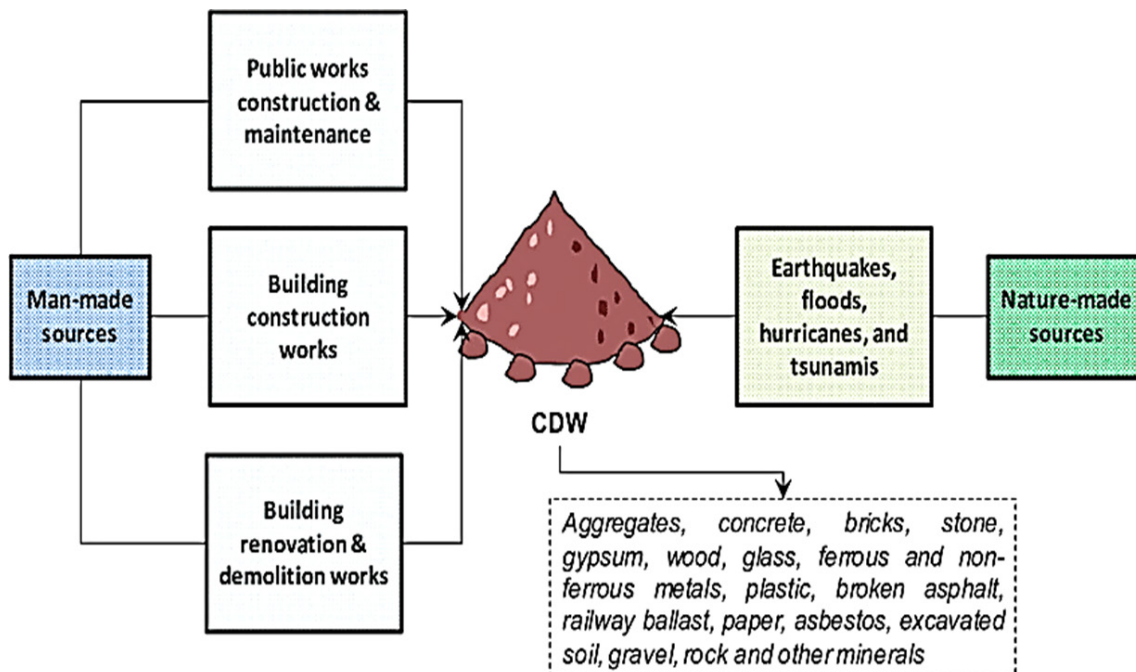 Public works
construction &
maintenance
Man-made
sources
Building
construction
works
Building
renovation &
demolition works
CDW
Earthquakes,
floods,
hurricanes, and
tsunamis
Nature-made
sources
Aggregates, concrete, bricks, stone,
gypsum, wood, glass, ferrous and non-
ferrous metals, plastic, broken asphalt,
railway ballast, paper, asbestos, excavated
soil, gravel, rock and other minerals